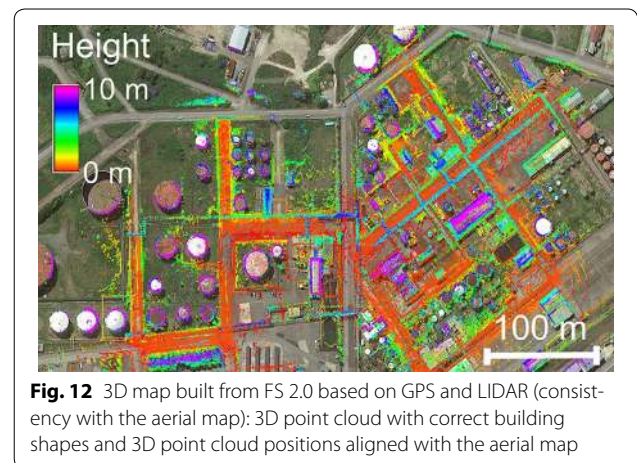 Height
10 m
0 m
100 m
Fig. 12 3D map built from FS 2.0 based on GPS and LIDAR (consist-
ency with the aerial map): 3D point cloud with correct building
shapes and 3D point cloud positions aligned with the aerial map